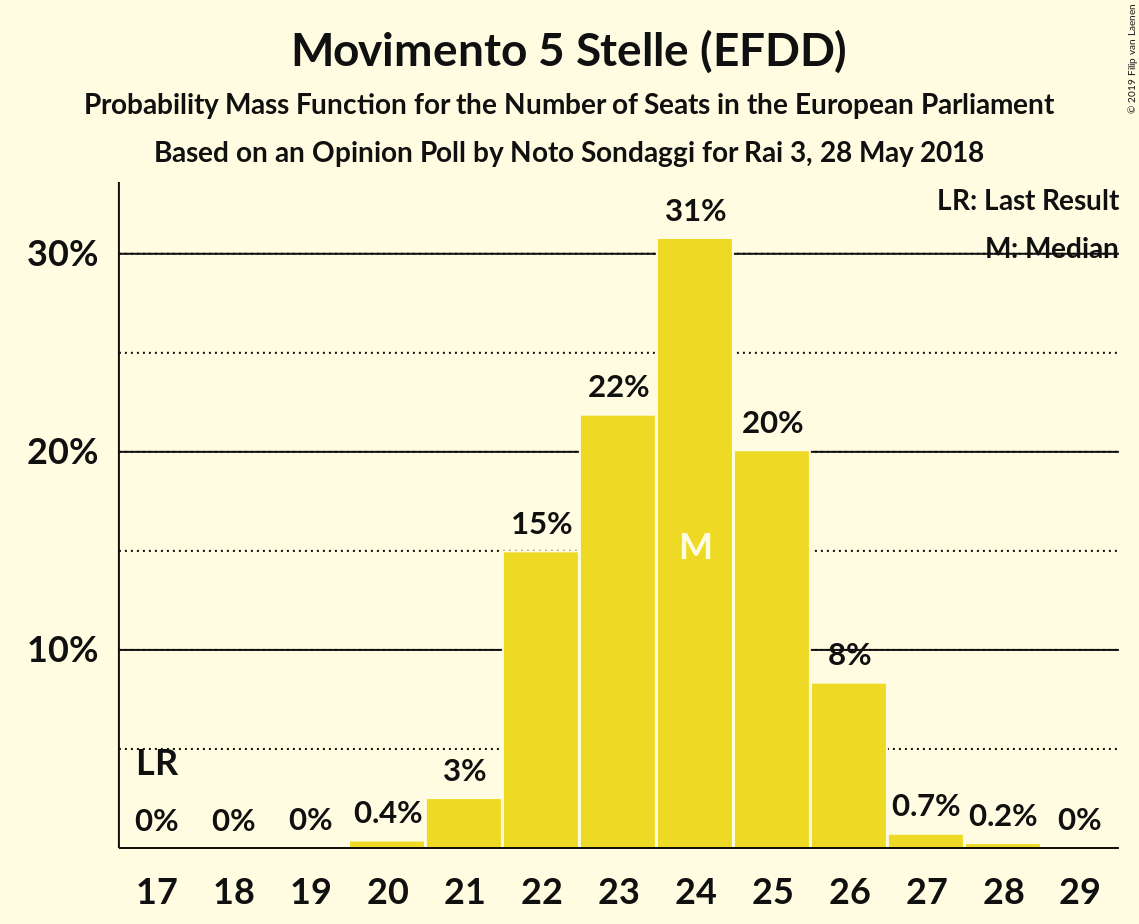 Movimento 5 Stelle (EFDD)
Probability Mass Function for the Number of Seats in the European Parliament
Based on an Opinion Poll by Noto Sondaggi for Rai 3, 28 May 2018
© 2019 Filip van Laenen
LR: Last Result
M: Median
30%
20%
10%
31%
22%
20%
15%
M
8%
LR
3%
0% 0% 0% 0.4% 0.7% 0.2% 0%
17 18 19 20 21 22 23 24 25 26 27 28 29